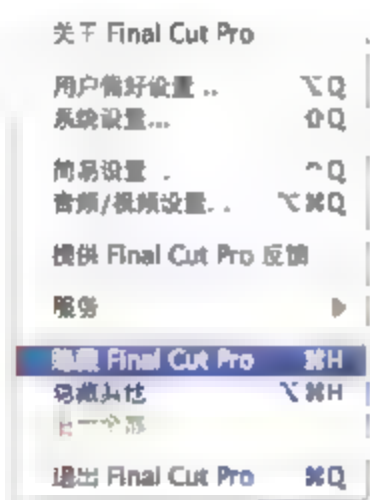 关于 Final Cut Pro
用户偏好设置... ⌥Q
系统设置... ⇧Q
简易设置... ⌃Q
音频/视频设置... ⌥⌘Q
提供 Final Cut Pro 反馈
服务 ▶
隐藏 Final Cut Pro ⌘H
隐藏其他 ⌥⌘H
退出 Final Cut Pro ⌘Q